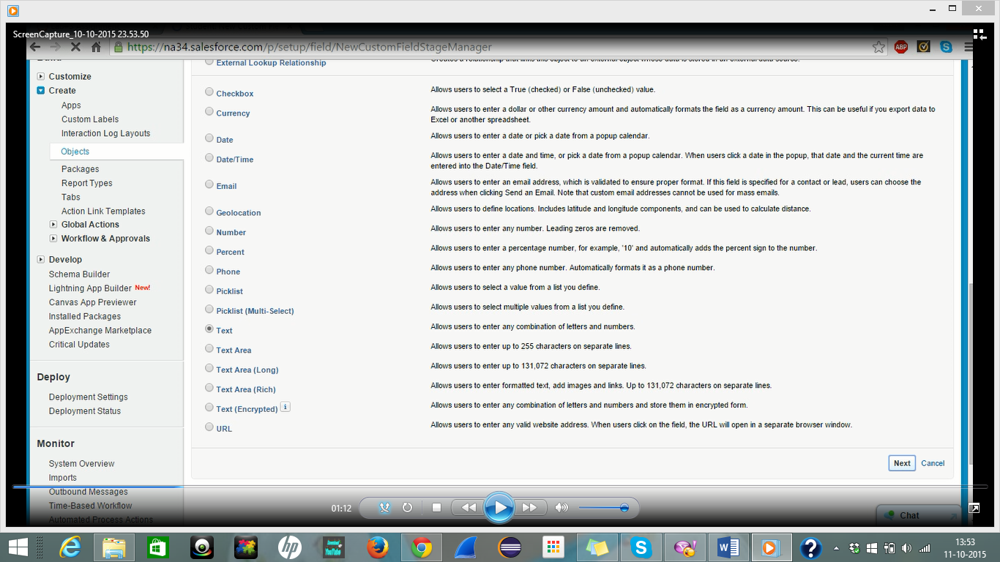 ScreenCapture_10-10-2015 23.53.50
https://na34.salesforce.com/p/setup/field/NewCustomFieldStageManager
ABP
Customize
Create
Apps
Custom Labels
Interaction Log Layouts
Objects
Packages
Report Types
Tabs
Action Link Templates
Global Actions
Workflow & Approvals
Develop
Schema Builder
Lightning App Builder New!
Canvas App Previewer
Installed Packages
AppExchange Marketplace
Critical Updates
Deploy
Deployment Settings
Deployment Status
Monitor
System Overview
Imports
Outbound Messages
Time-Based Workflow
Automated Process Actions
External Lookup Relationship
Creates a relationship that links this object to an external object whose data is stored in an external data source.
Checkbox
Allows users to select a True (checked) or False (unchecked) value.
Currency
Allows users to enter a dollar or other currency amount and automatically formats the field as a currency amount. This can be useful if you export data to
Excel or another spreadsheet.
Date
Allows users to enter a date or pick a date from a popup calendar.
Date/Time
Allows users to enter a date and time, or pick a date from a popup calendar. When users click a date in the popup, that date and the current time are
entered into the Date/Time field.
Email
Allows users to enter an email address, which is validated to ensure proper format. If this field is specified for a contact or lead, users can choose the
address when clicking Send an Email. Note that custom email addresses cannot be used for mass emails.
Geolocation
Allows users to define locations. Includes latitude and longitude components, and can be used to calculate distance.
Number
Allows users to enter any number. Leading zeros are removed.
Percent
Allows users to enter a percentage number, for example, '10' and automatically adds the percent sign to the number.
Phone
Allows users to enter any phone number. Automatically formats it as a phone number.
Picklist
Allows users to select a value from a list you define.
Picklist (Multi-Select)
Allows users to select multiple values from a list you define.
Text
Allows users to enter any combination of letters and numbers.
Text Area
Allows users to enter up to 255 characters on separate lines.
Text Area (Long)
Allows users to enter up to 131,072 characters on separate lines.
Text Area (Rich)
Allows users to enter formatted text, add images and links. Up to 131,072 characters on separate lines.
Text (Encrypted) i
Allows users to enter any combination of letters and numbers and store them in encrypted form.
URL
Allows users to enter any valid website address. When users click on the field, the URL will open in a separate browser window.
Next Cancel
01:12
Chat
13:53
11-10-2015